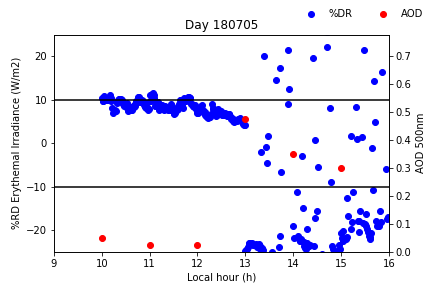 %DR AOD
Day 180705
%RD Erythermal Irradiance (W/m2)
20
10
0
−10
−20
0.7
0.6
0.5
0.4
0.3
0.2
0.1
0.0
AOD 500nm
9 10 11 12 13 14 15 16
Local hour (h)